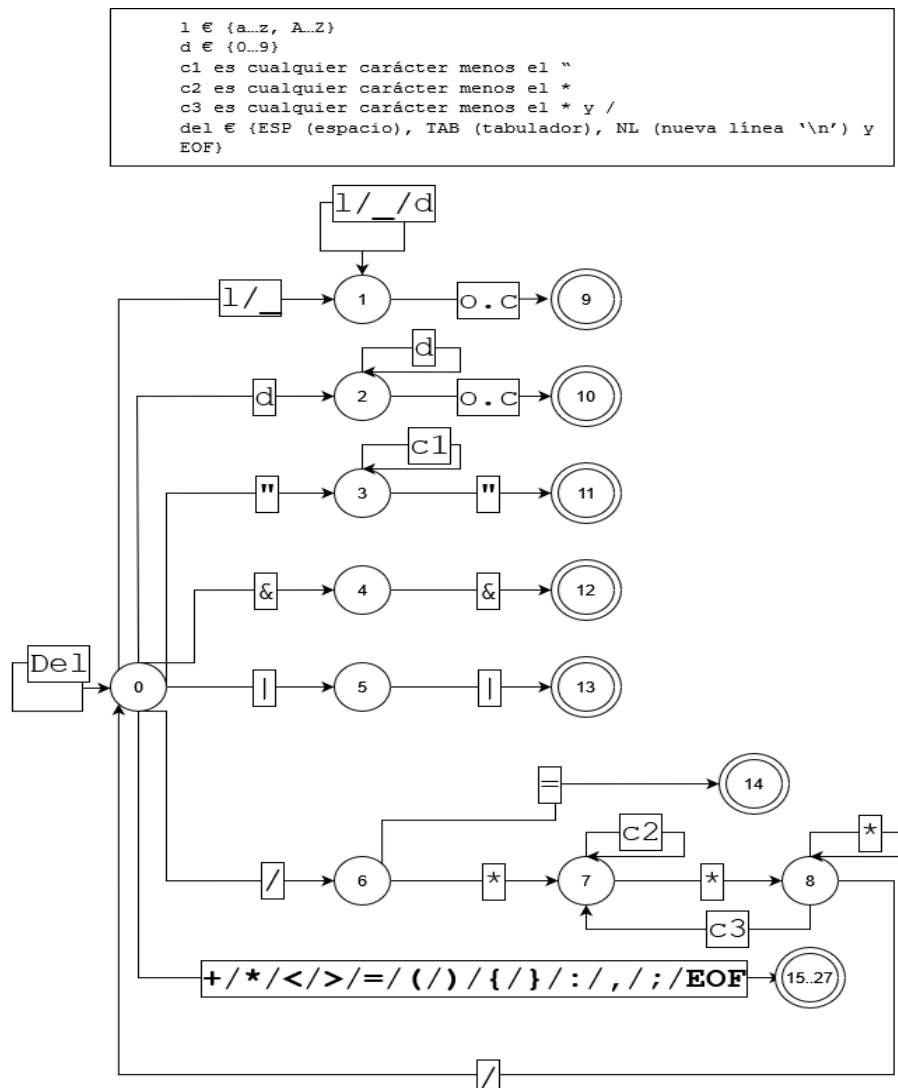 l € {a…z, A…Z}
d € {0…9}
c1 es cualquier carácter menos el “
c2 es cualquier carácter menos el *
c3 es cualquier carácter menos el * y /
del € {ESP (espacio), TAB (tabulador), NL (nueva línea ‘\n’) y
EOF}
l/_/d
l/_
1
o.c
9
d
d
2
o.c
10
c1
"
3
"
11
&
4
&
12
Del
0
|
5
|
13
=
14
c2
*
/
6
*
7
*
8
c3
+/*/</>/=/(/)/{/}/:/,/;/EOF
15..27
/